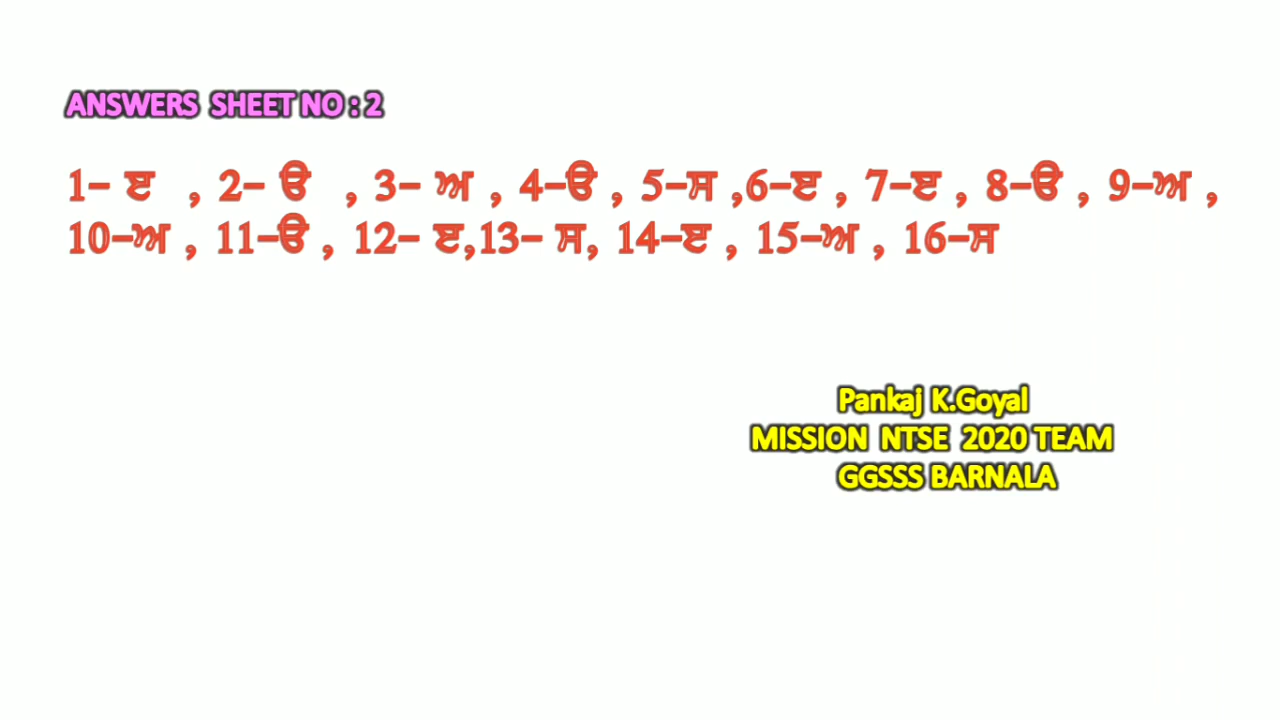 ANSWERS SHEET NO : 2
1- ੲ , 2- ੳ , 3- ਅ , 4-ੳ , 5-ਸ ,6-ੲ , 7-ੲ , 8-ੳ , 9-ਅ ,
10-ਅ , 11-ੳ , 12- ੲ,13- ਸ, 14-ੲ , 15-ਅ , 16-ਸ
Pankaj K.Goyal
MISSION NTSE 2020 TEAM
GGSSS BARNALA